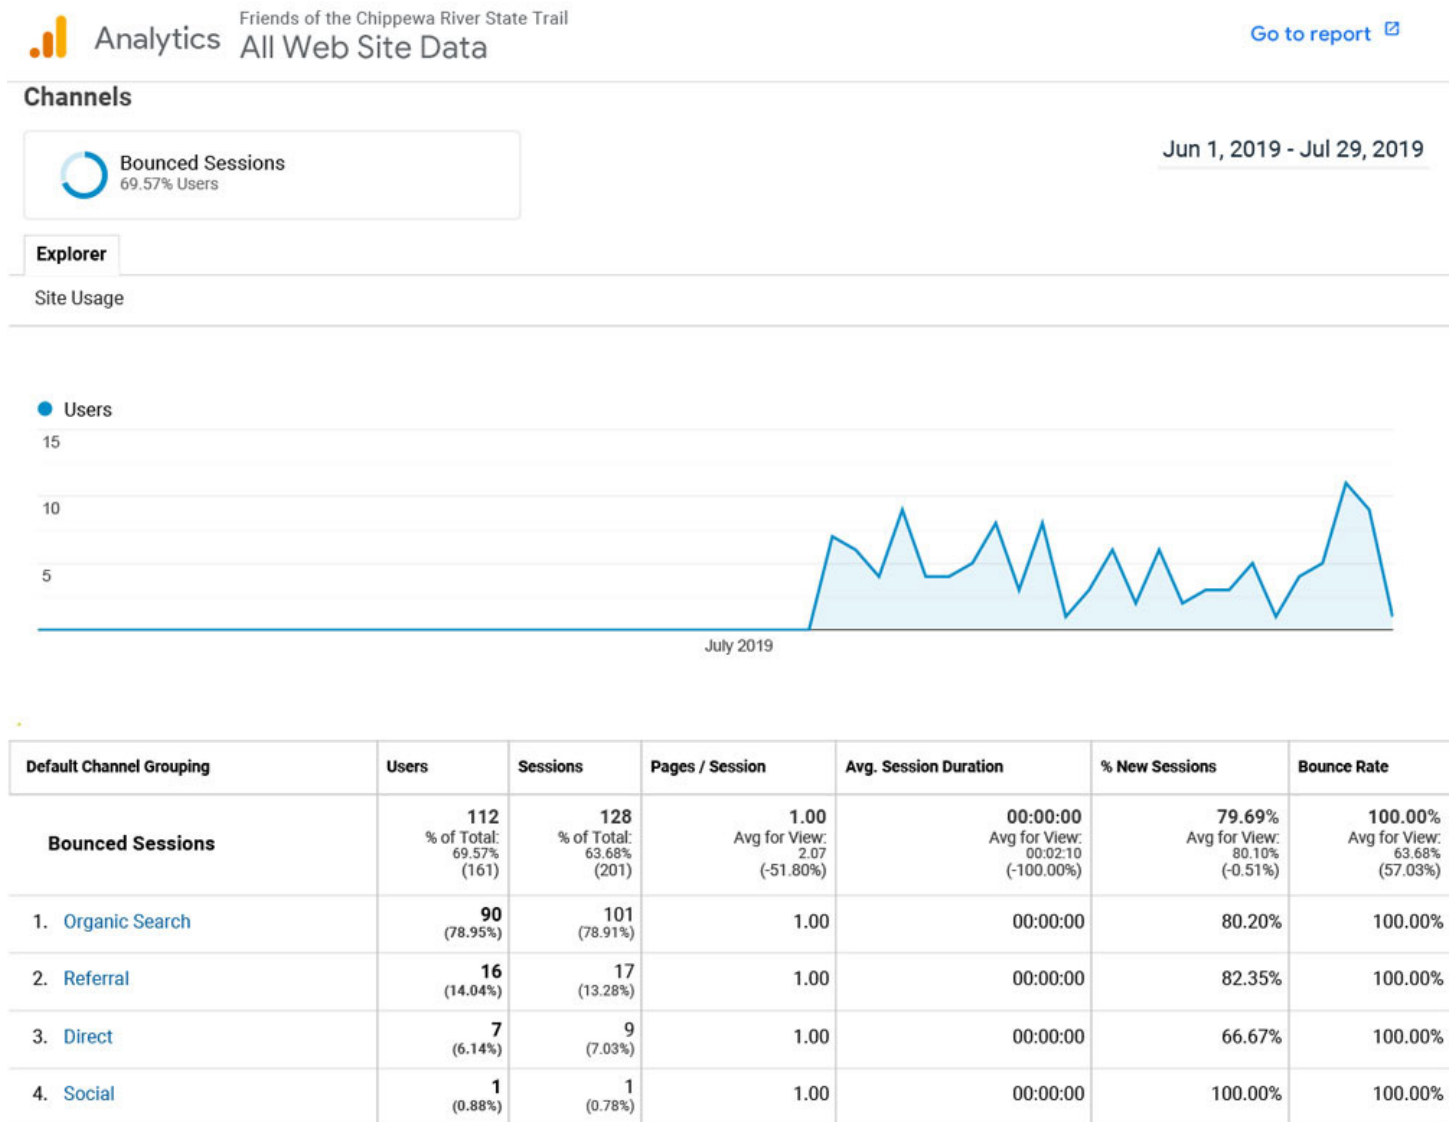 Analytics
Friends of the Chippewa River State Trail
All Web Site Data
Go to report
Channels
Bounced Sessions
69.57% Users
Jun 1, 2019 - Jul 29, 2019
Explorer
Site Usage
Users
15
10
5
July 2019
Default Channel Grouping Users Sessions Pages / Session Avg. Session Duration % New Sessions Bounce Rate
Bounced Sessions
112
% of Total:
69.57%
(161)
128
% of Total:
63.68%
(201)
1.00
Avg for View:
2.07
(-51.80%)
00:00:00
Avg for View:
00:02:10
(-100.00%)
79.69%
Avg for View:
80.10%
(-0.51%)
100.00%
Avg for View:
63.68%
(57.03%)
1. Organic Search 90 101 1.00 00:00:00 80.20% 100.00%
(78.95%) (78.91%)
2. Referral 16 17 1.00 00:00:00 82.35% 100.00%
(14.04%) (13.28%)
3. Direct 7 9 1.00 00:00:00 66.67% 100.00%
(6.14%) (7.03%)
4. Social 1 1 1.00 00:00:00 100.00% 100.00%
(0.88%) (0.78%)